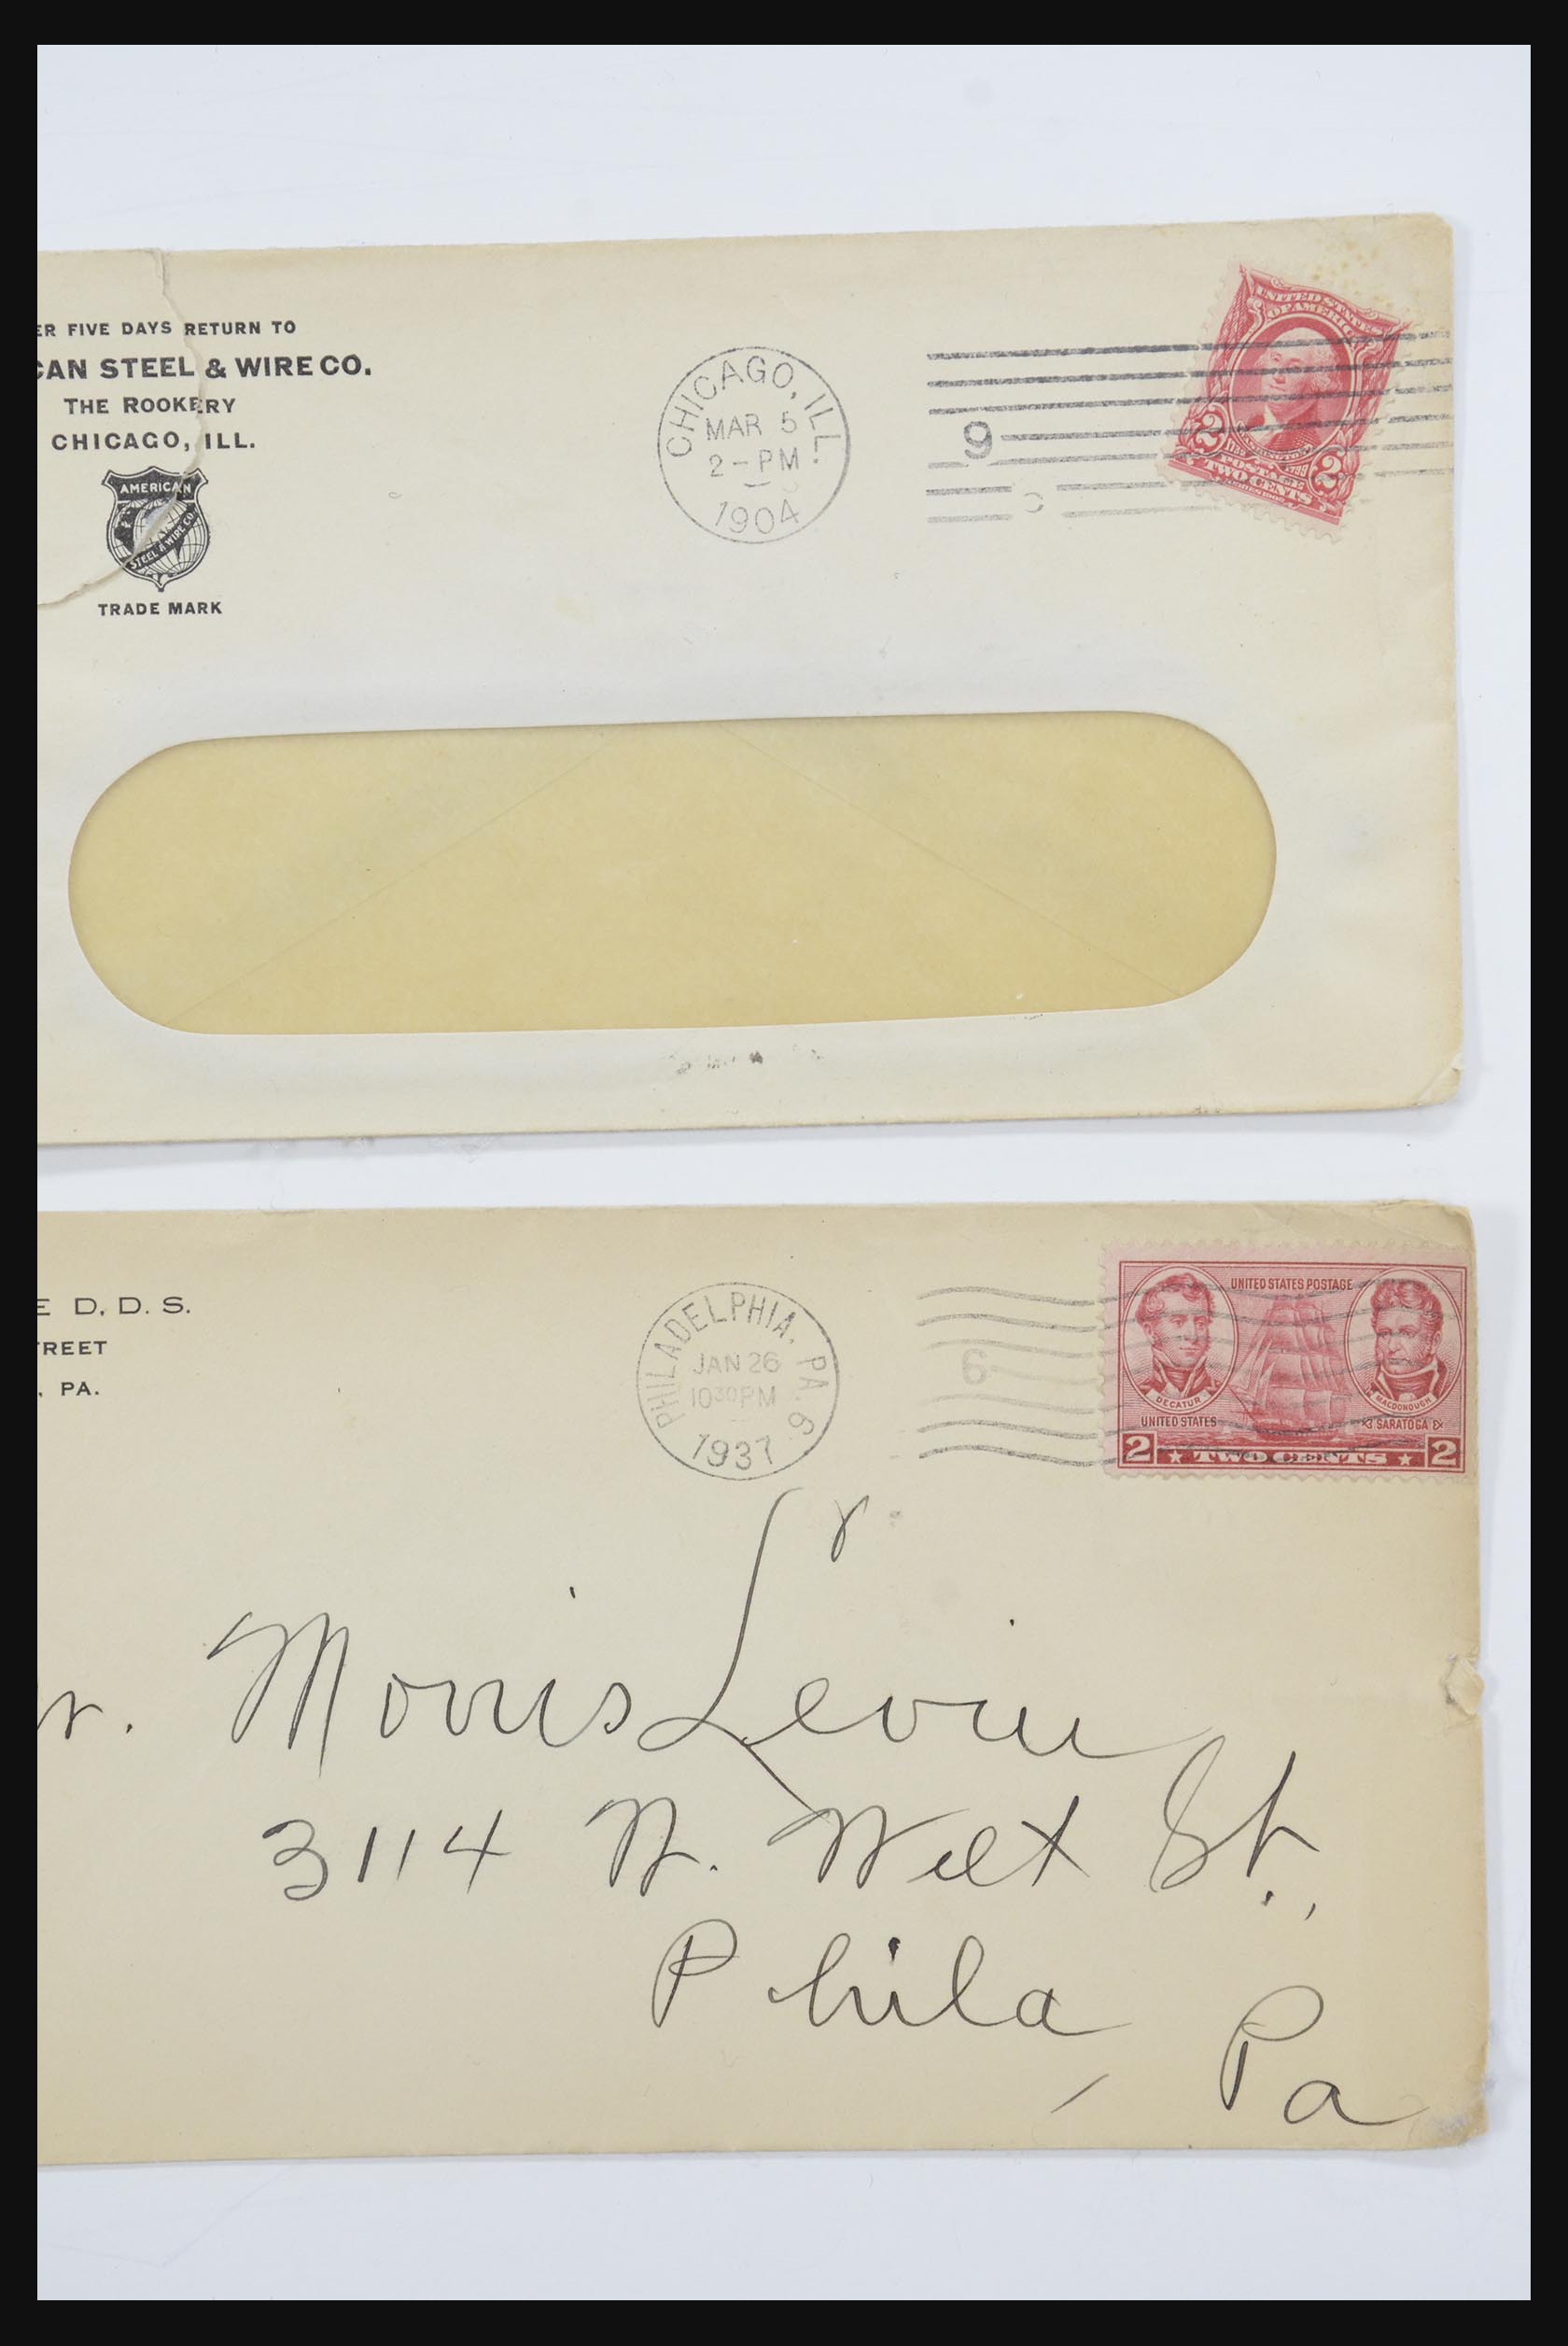 ER FIVE DAYS RETURN TO
CAN STEEL & WIRE CO.
THE ROOKERY
CHICAGO, ILL.
AMERICAN
STEEL & WIRE CO.
TRADE MARK
CHICAGO, ILL.
MAR 5
2-PM
1904
9
UNITED STATES
OF AMERICA
WASHINGTON
1732 1799
2 POSTAGE 2
TWO CENTS
E D. D. S.
TREET
, PA.
PHILADELPHIA, PA. 6
JAN 26
10 30 PM
1937
6
UNITED STATES POSTAGE
DECATUR
MACDONOUGH
UNITED STATES
SARATOGA
2 TWO CENTS 2
r. Morris Levin
3114 N. Wilt St.,
Phila, Pa